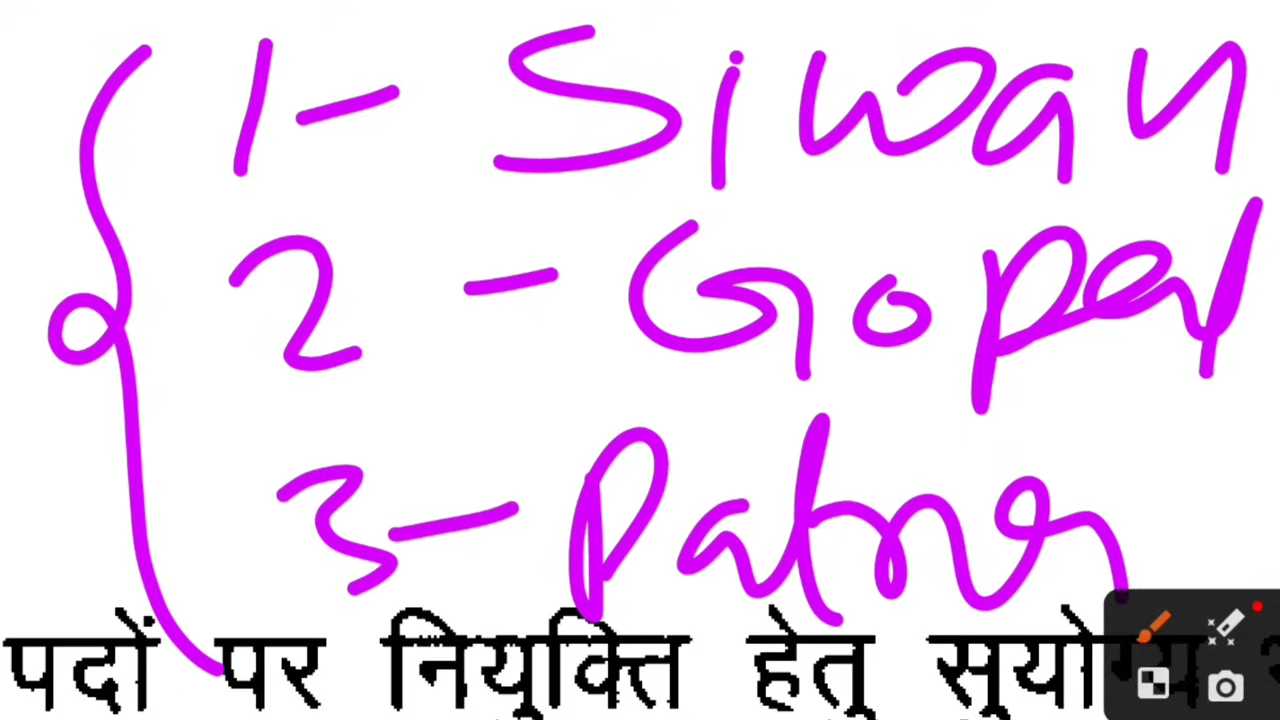 1- Siwan
2 - Gopal
3- Patna
पदों पर नियुक्ति हेतु सुयोग्य